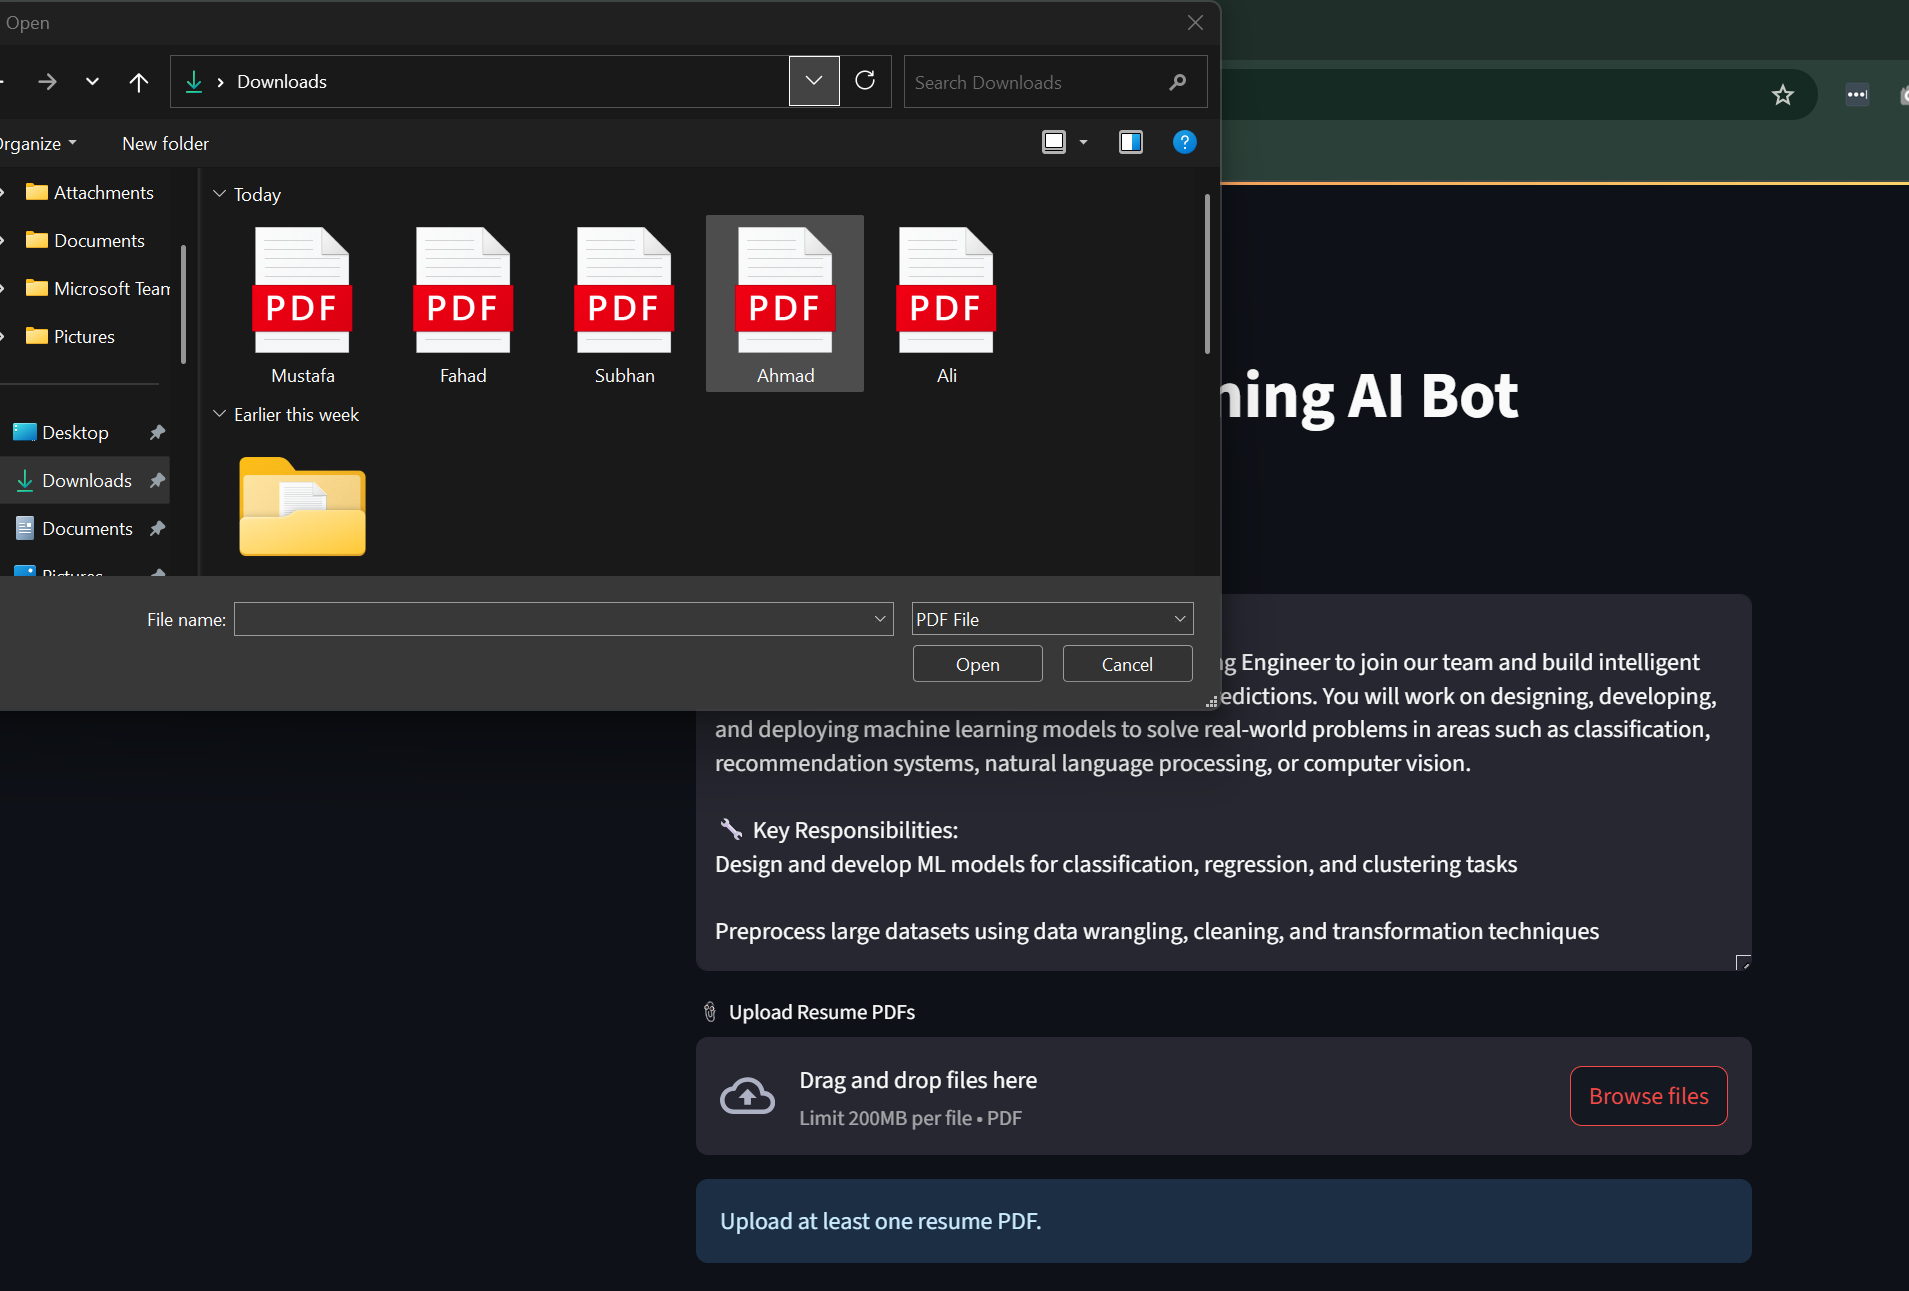 Open
Downloads
Search Downloads
New folder
Attachments
Documents
Microsoft Team
Pictures
Desktop
Downloads
Documents
Today
PDF
PDF
PDF
PDF
PDF
Mustafa
Fahad
Subhan
Ahmad
Ali
Earlier this week
File name:
PDF File
Open
Cancel
AI Bot
Engineer to join our team and build intelligent
You will work on designing, developing,
and deploying machine learning models to solve real-world problems in areas such as classification,
recommendation systems, natural language processing, or computer vision.
🔧 Key Responsibilities:
Design and develop ML models for classification, regression, and clustering tasks
Preprocess large datasets using data wrangling, cleaning, and transformation techniques
Upload Resume PDFs
Drag and drop files here
Limit 200MB per file • PDF
Browse files
Upload at least one resume PDF.